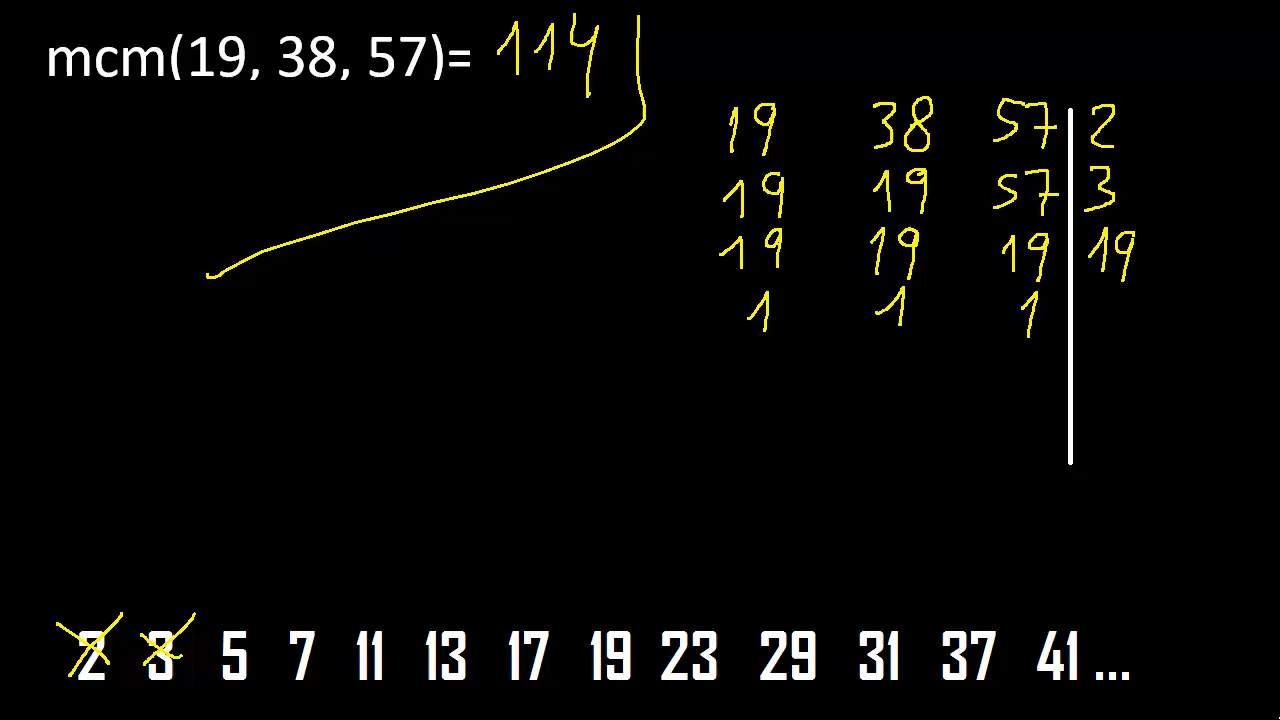 mcm(19, 38, 57)= 114
19 38 57 2
19 19 57 3
19 19 19 19
1 1 1
2 3 5 7 11 13 17 19 23 29 31 37 41 ...